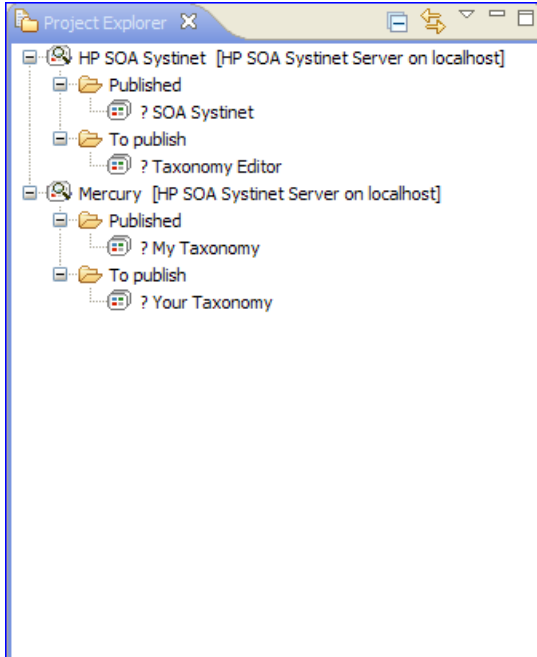 Project Explorer
HP SOA Systinet [HP SOA Systinet Server on localhost]
Published
? SOA Systinet
To publish
? Taxonomy Editor
Mercury [HP SOA Systinet Server on localhost]
Published
? My Taxonomy
To publish
? Your Taxonomy